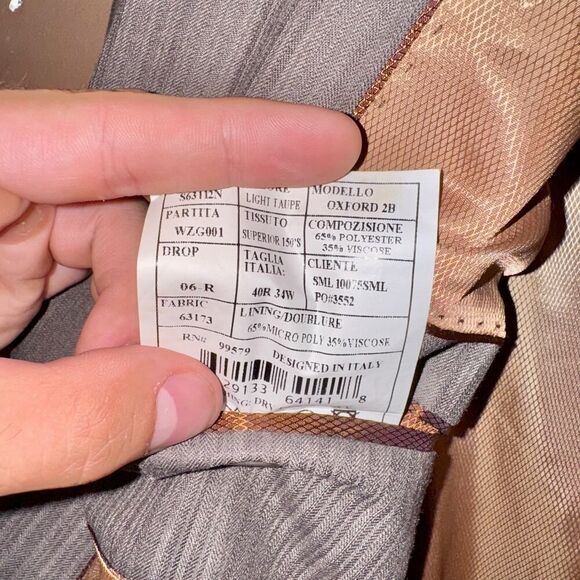 S63112N
LIGHT TAUPE
MODELLO
OXFORD 2B
PARTITA
WZG001
TISSUTO
SUPERIOR 150'S
COMPOZISIONE
65% POLYESTER
35% VISCOSE
DROP
06-R
TAGLIA
ITALIA:
40R 34W
CLIENTE
SML 10075SML
PO#3552
FABRIC
63173
LINING/DOUBLURE
65%MICRO POLY 35%VISCOSE
RN# 99579 DESIGNED IN ITALY
29133 64141 8